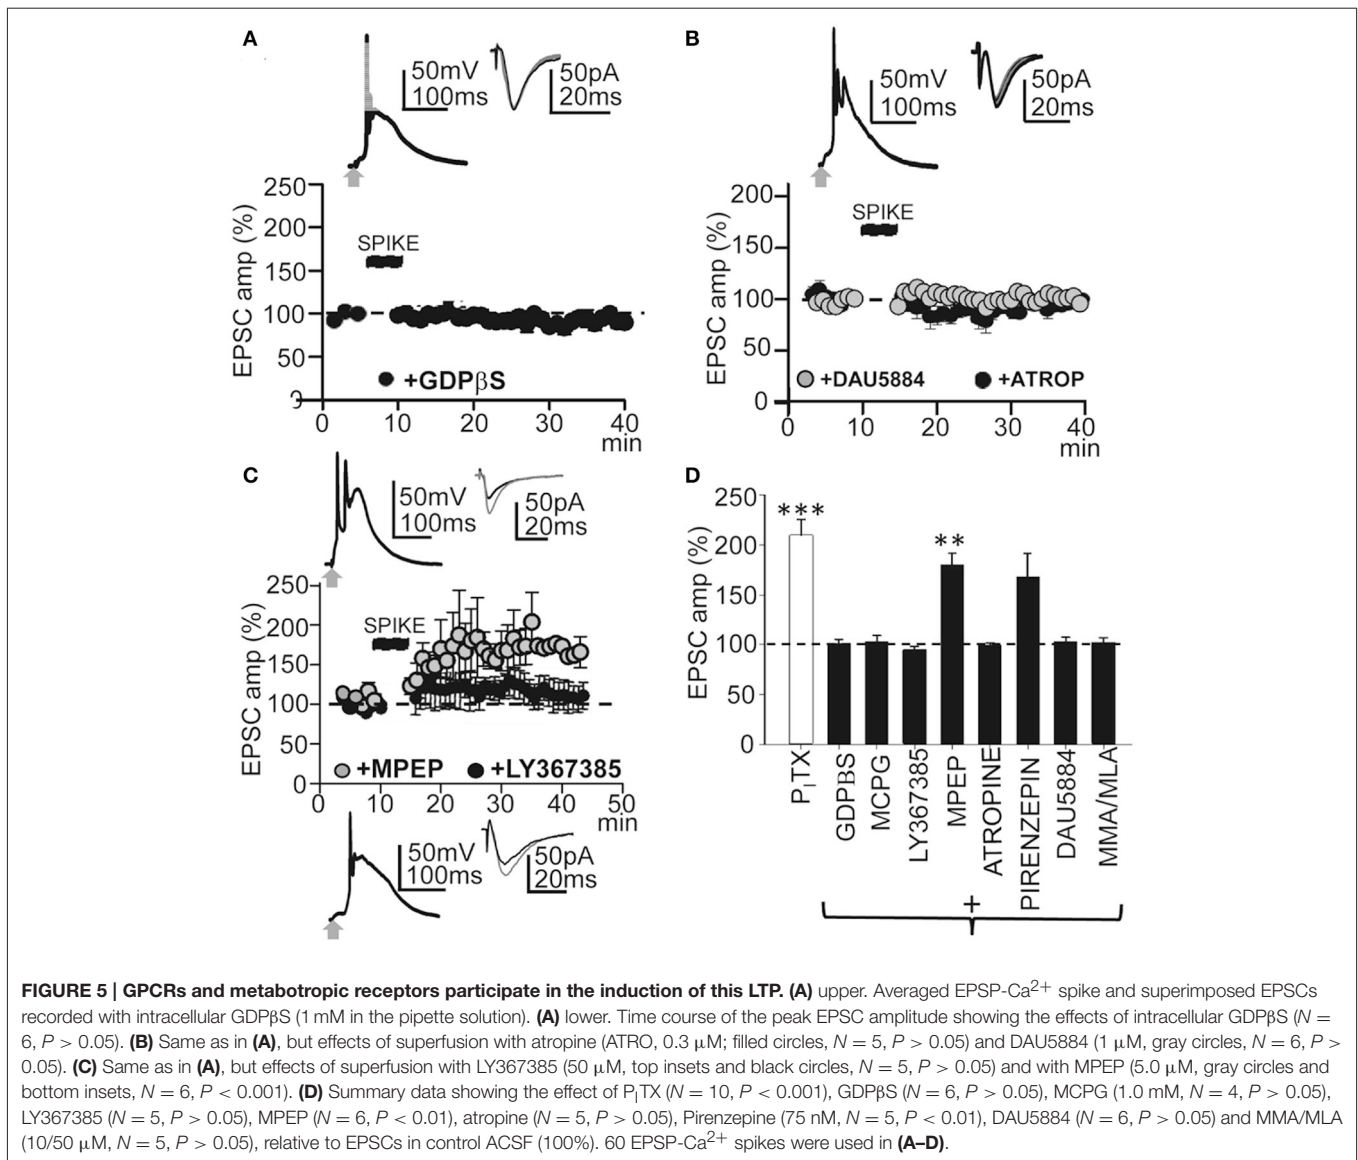 A
50mV
100ms
50pA
20ms
250
200
150
100
50
0
EPSC amp (%)
SPIKE
+GDPβS
0 10 20 30 40
min
B
50mV
100ms
50pA
20ms
200
150
100
50
0
EPSC amp (%)
SPIKE
+DAU5884 +ATROP
0 10 20 30 40
min
C
50mV
100ms
50pA
20ms
250
200
150
100
50
0
EPSC amp (%)
SPIKE
+MPEP +LY367385
0 10 20 30 40 50
min
50mV
100ms
50pA
20ms
D
250
200
150
100
50
0
EPSC amp (%)
***
**
PITX
GDPBS
MCPG
LY367385
MPEP
ATROPINE
PIRENZEPIN
DAU5884
MMA/MLA
+
FIGURE 5 | GPCRs and metabotropic receptors participate in the induction of this LTP. (A) upper. Averaged EPSP-Ca2+ spike and superimposed EPSCs
recorded with intracellular GDPβS (1 mM in the pipette solution). (A) lower. Time course of the peak EPSC amplitude showing the effects of intracellular GDPβS (N =
6, P > 0.05). (B) Same as in (A), but effects of superfusion with atropine (ATRO, 0.3 μM; filled circles, N = 5, P > 0.05) and DAU5884 (1 μM, gray circles, N = 6, P >
0.05). (C) Same as in (A), but effects of superfusion with LY367385 (50 μM, top insets and black circles, N = 5, P > 0.05) and with MPEP (5.0 μM, gray circles and
bottom insets, N = 6, P < 0.001). (D) Summary data showing the effect of PITX (N = 10, P < 0.001), GDPβS (N = 6, P > 0.05), MCPG (1.0 mM, N = 4, P > 0.05),
LY367385 (N = 5, P > 0.05), MPEP (N = 6, P < 0.01), atropine (N = 5, P > 0.05), Pirenzepine (75 nM, N = 5, P < 0.01), DAU5884 (N = 6, P > 0.05) and MMA/MLA
(10/50 μM, N = 5, P > 0.05), relative to EPSCs in control ACSF (100%). 60 EPSP-Ca2+ spikes were used in (A–D).